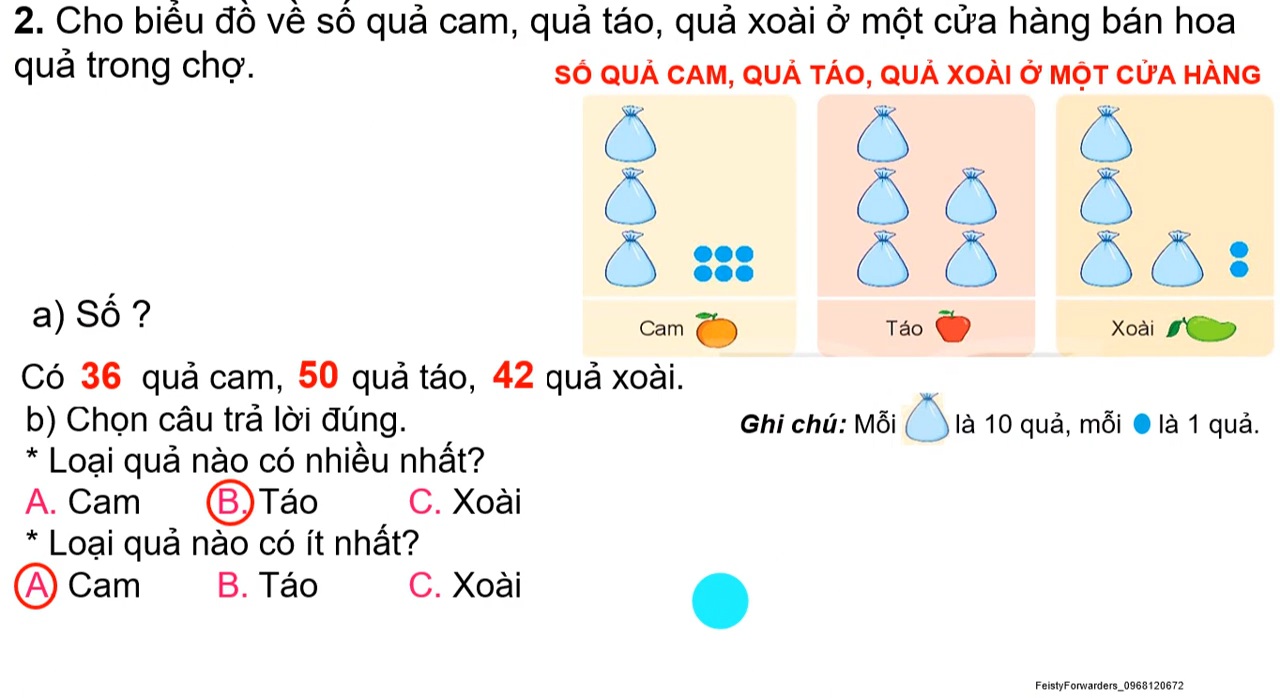 2. Cho biểu đồ về số quả cam, quả táo, quả xoài ở một cửa hàng bán hoa
quả trong chợ.
SỐ QUẢ CAM, QUẢ TÁO, QUẢ XOÀI Ở MỘT CỬA HÀNG
Cam
Táo
Xoài
a) Số ?
Có 36 quả cam, 50 quả táo, 42 quả xoài.
b) Chọn câu trả lời đúng.
Ghi chú: Mỗi là 10 quả, mỗi là 1 quả.
* Loại quả nào có nhiều nhất?
A. Cam B. Táo C. Xoài
* Loại quả nào có ít nhất?
A Cam B. Táo C. Xoài
FeistyForwarders_0968120672